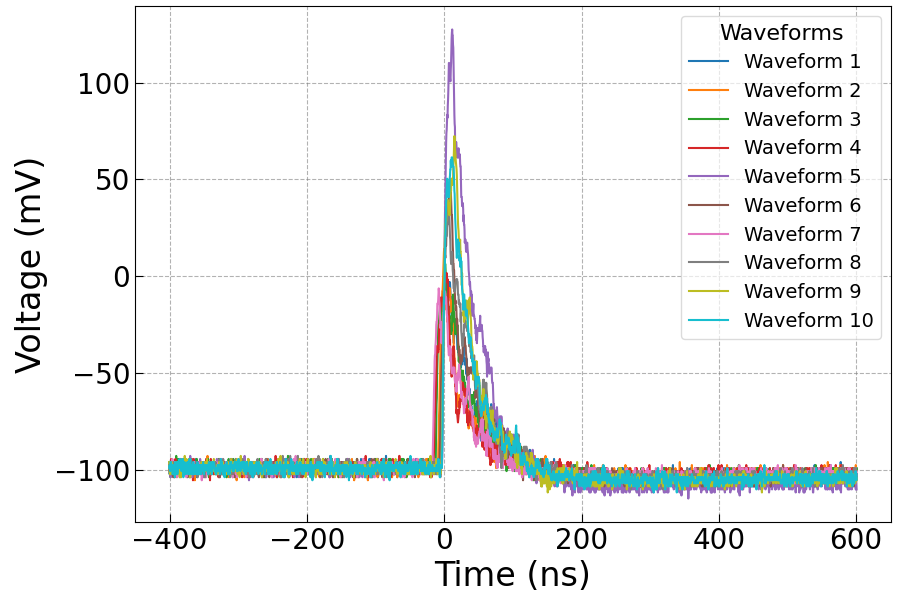 Waveforms
Waveform 1
Waveform 2
Waveform 3
Waveform 4
Waveform 5
Waveform 6
Waveform 7
Waveform 8
Waveform 9
Waveform 10
Voltage (mV)
100
50
0
−50
−100
−400 −200 0 200 400 600
Time (ns)